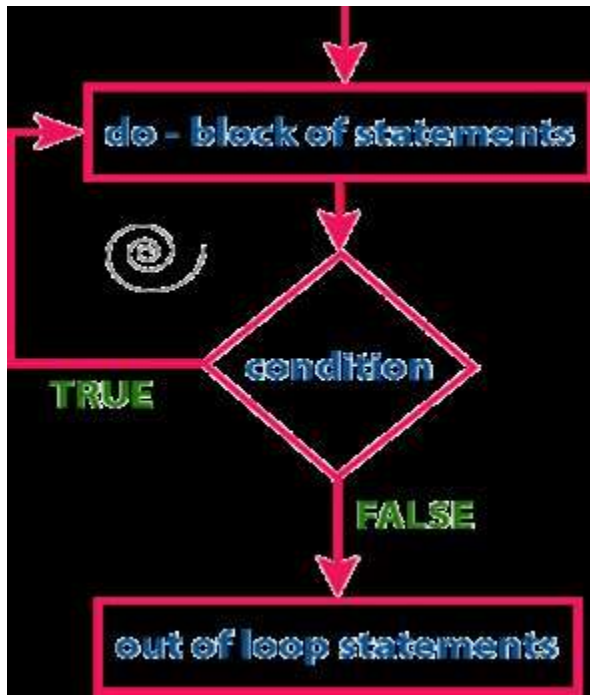 do - block of statements
condition
TRUE
FALSE
out of loop statements